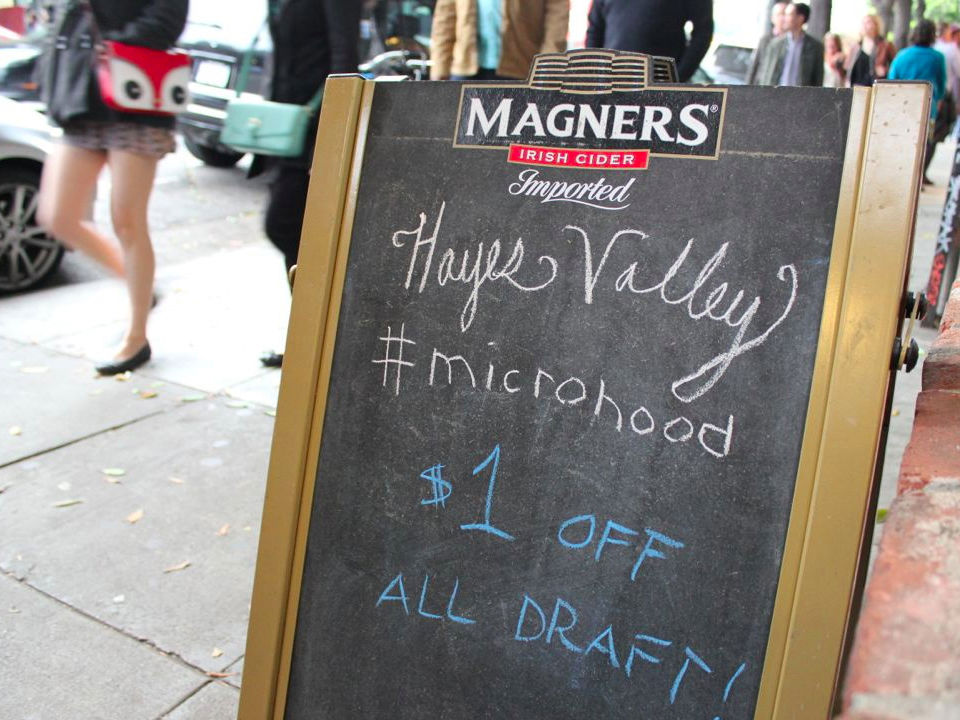 MAGNERS®
IRISH CIDER
Imported
Hayes Valley
#microhood
$1 OFF
ALL DRAFT!